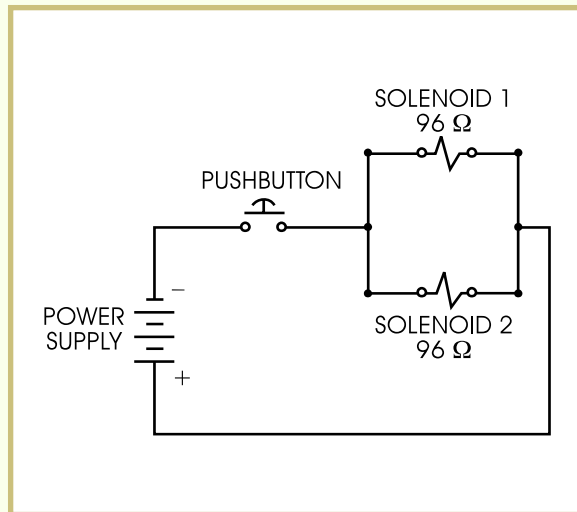 SOLENOID 1
96 Ω
PUSHBUTTON
−
POWER
SUPPLY
+
SOLENOID 2
96 Ω